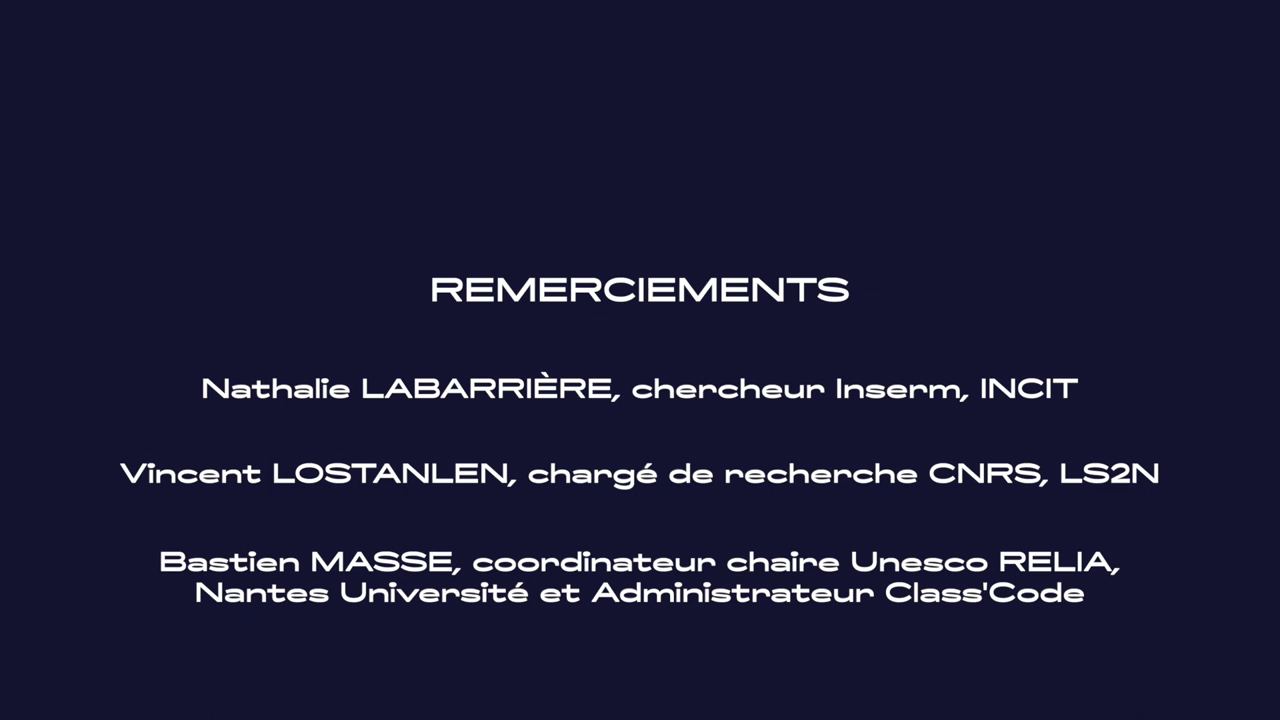 REMERCIEMENTS
Nathalie LABARRIÈRE, chercheur Inserm, INCIT
Vincent LOSTANLEN, chargé de recherche CNRS, LS2N
Bastien MASSE, coordinateur chaire Unesco RELIA,
Nantes Université et Administrateur Class'Code